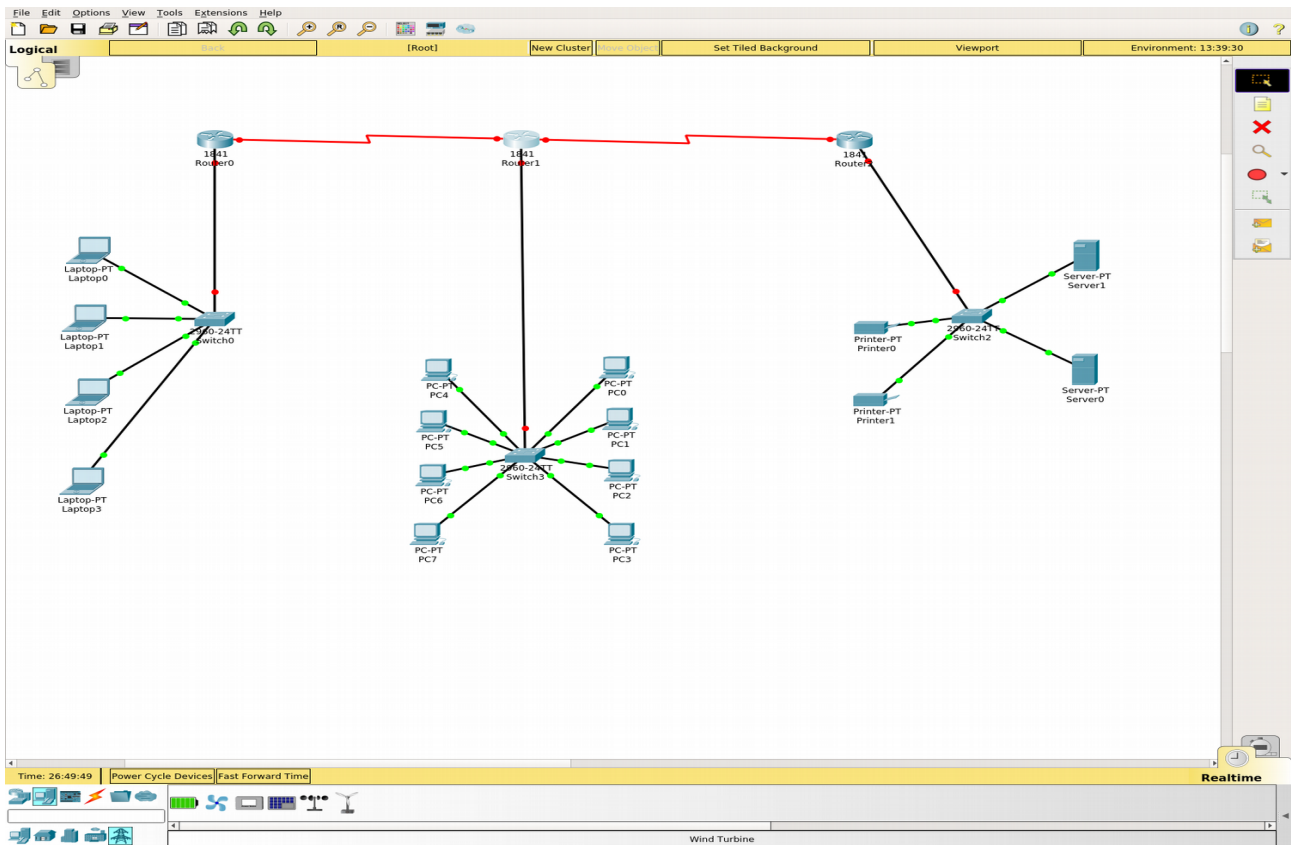 File Edit Options View Tools Extensions Help
Logical Back [Root] New Cluster Move Object Set Tiled Background Viewport Environment: 13:39:30
1841
Router0
1841
Router1
1841
Router2
Laptop-PT
Laptop0
Laptop-PT
Laptop1
Laptop-PT
Laptop2
Laptop-PT
Laptop3
2960-24TT
Switch0
PC-PT
PC4
PC-PT
PC5
PC-PT
PC6
PC-PT
PC7
2960-24TT
Switch3
PC-PT
PC0
PC-PT
PC1
PC-PT
PC2
PC-PT
PC3
Printer-PT
Printer0
Printer-PT
Printer1
2960-24TT
Switch2
Server-PT
Server1
Server-PT
Server0
Time: 26:49:49 Power Cycle Devices Fast Forward Time Realtime
Wind Turbine